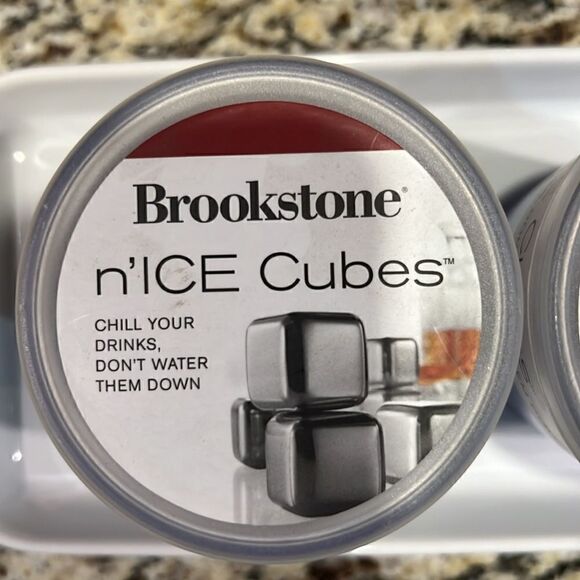 Brookstone®
n'ICE Cubes™
CHILL YOUR
DRINKS,
DON'T WATER
THEM DOWN